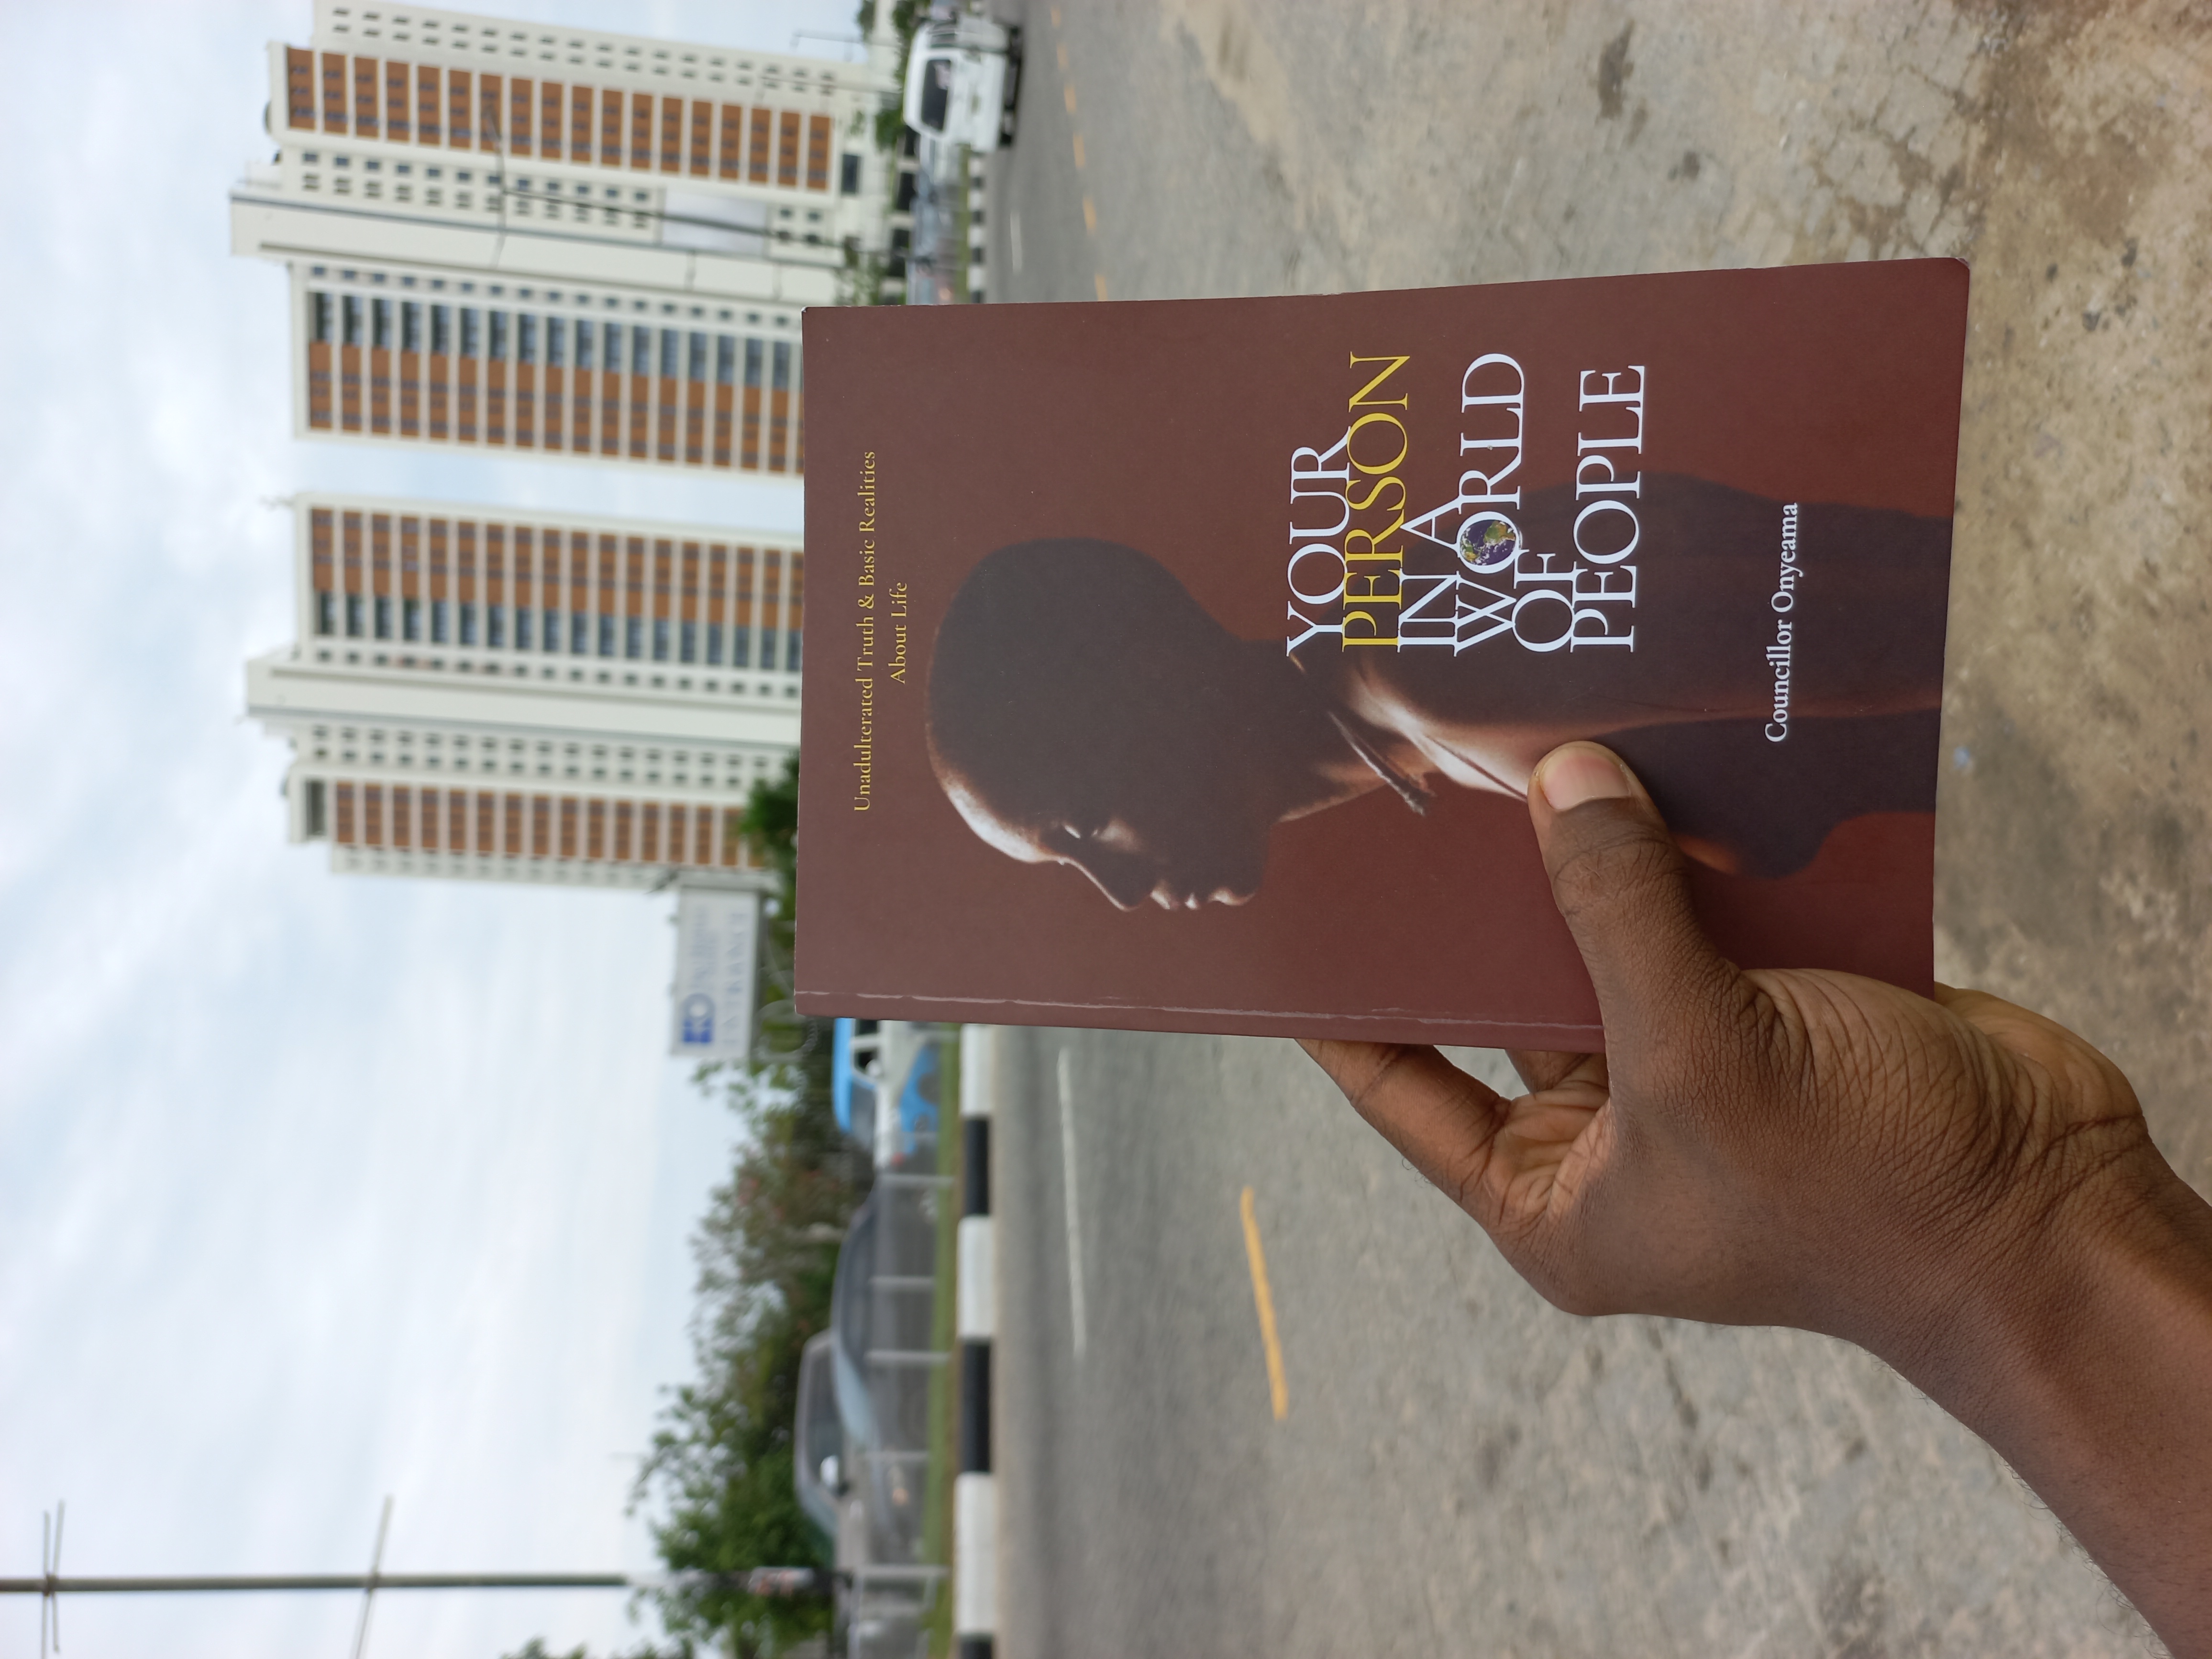 ENTRANCE
Unadulterated Truth & Basic Realities
About Life
YOUR
PERSON
IN A
WORLD
OF
PEOPLE
Councillor Onyeama